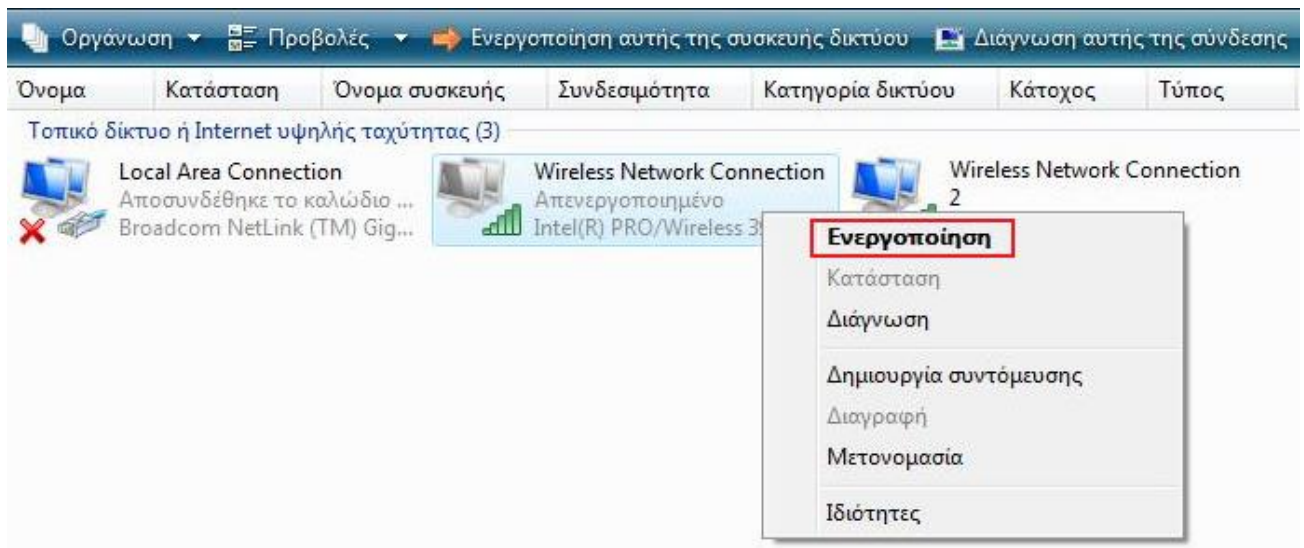 Οργάνωση Προβολές Ενεργοποίηση αυτής της συσκευής δικτύου Διάγνωση αυτής της σύνδεσης
Όνομα Κατάσταση Όνομα συσκευής Συνδεσιμότητα Κατηγορία δικτύου Κάτοχος Τύπος
Τοπικό δίκτυο ή Internet υψηλής ταχύτητας (3)
Local Area Connection
Αποσυνδέθηκε το καλώδιο ...
Broadcom NetLink (TM) Gig...
Wireless Network Connection
Απενεργοποιημένο
Intel(R) PRO/Wireless
Wireless Network Connection
2
Ενεργοποίηση
Κατάσταση
Διάγνωση
Δημιουργία συντόμευσης
Διαγραφή
Μετονομασία
Ιδιότητες